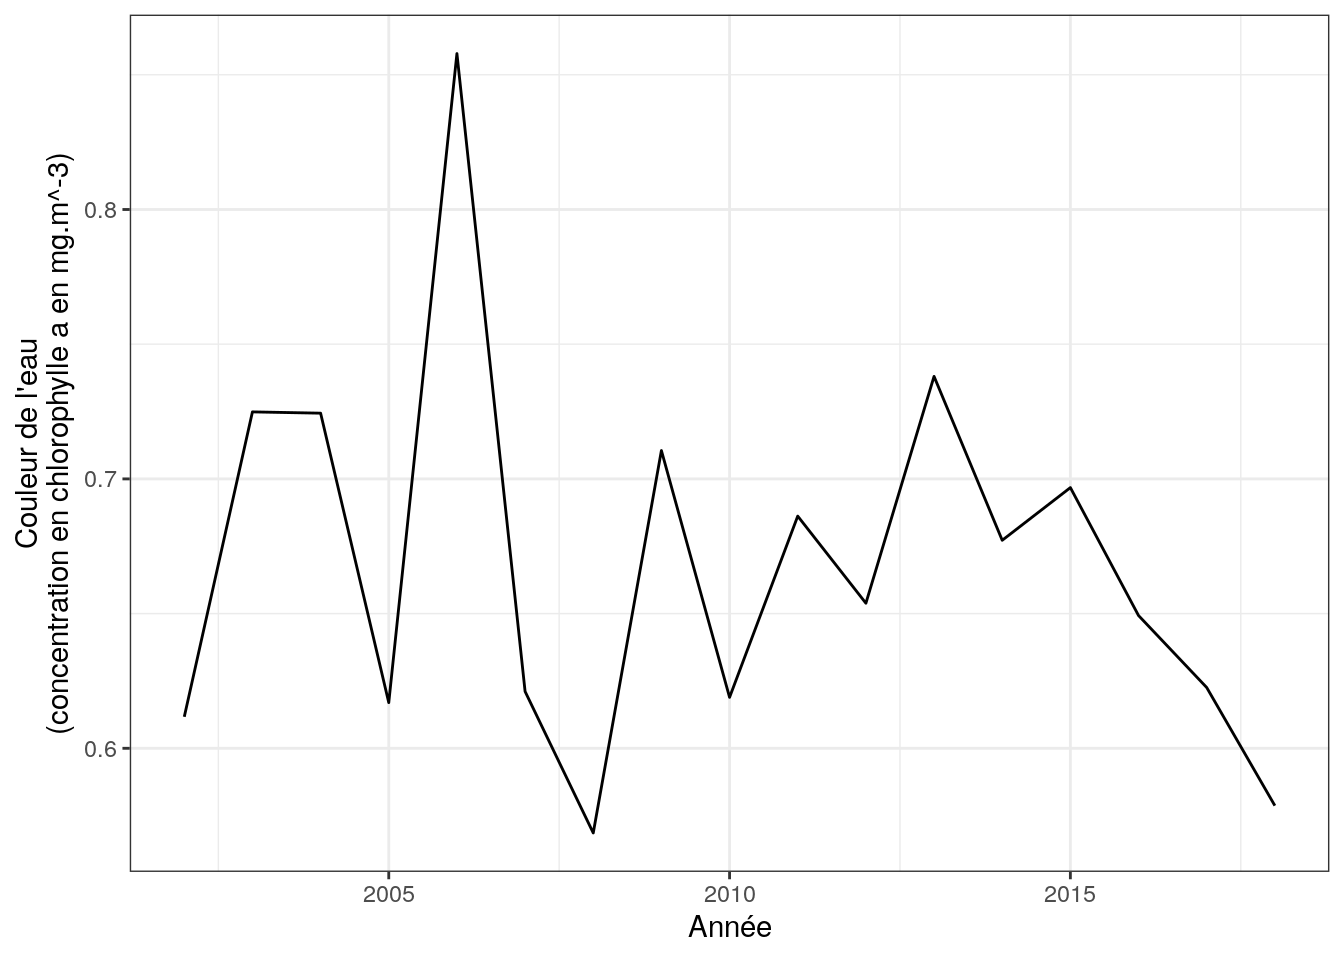 Couleur de l'eau
(concentration en chlorophylle a en mg.m^-3)
0.8
0.7
0.6
2005 2010 2015
Année